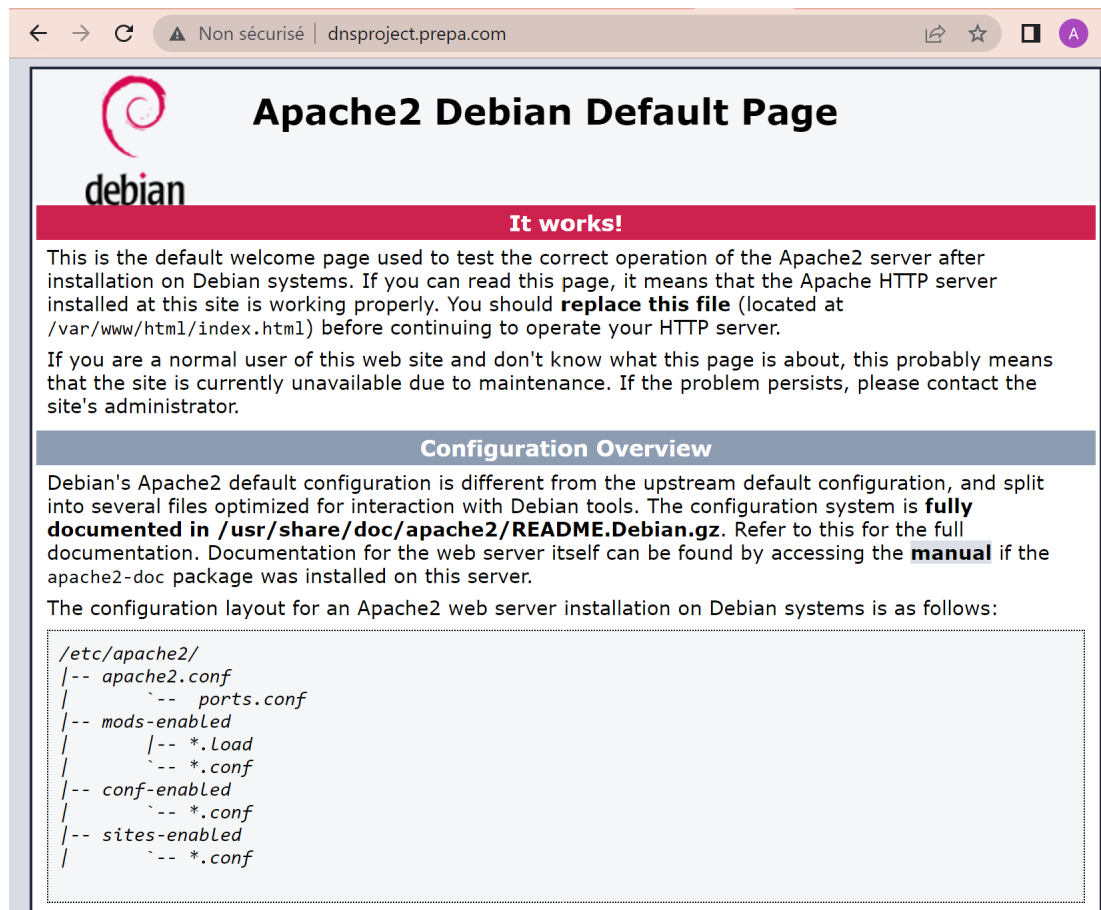 Non sécurisé | dnsproject.prepa.com
A
debian
Apache2 Debian Default Page
It works!
This is the default welcome page used to test the correct operation of the Apache2 server after
installation on Debian systems. If you can read this page, it means that the Apache HTTP server
installed at this site is working properly. You should replace this file (located at
/var/www/html/index.html) before continuing to operate your HTTP server.
If you are a normal user of this web site and don't know what this page is about, this probably means
that the site is currently unavailable due to maintenance. If the problem persists, please contact the
site's administrator.
Configuration Overview
Debian's Apache2 default configuration is different from the upstream default configuration, and split
into several files optimized for interaction with Debian tools. The configuration system is fully
documented in /usr/share/doc/apache2/README.Debian.gz. Refer to this for the full
documentation. Documentation for the web server itself can be found by accessing the manual if the
apache2-doc package was installed on this server.
The configuration layout for an Apache2 web server installation on Debian systems is as follows:
/etc/apache2/
|-- apache2.conf
|       `--  ports.conf
|-- mods-enabled
|       |-- *.load
|       `-- *.conf
|-- conf-enabled
|       `-- *.conf
|-- sites-enabled
|       `-- *.conf